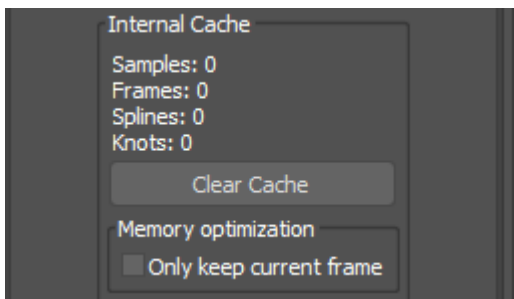 Internal Cache
Samples: 0
Frames: 0
Splines: 0
Knots: 0
Clear Cache
Memory optimization
Only keep current frame